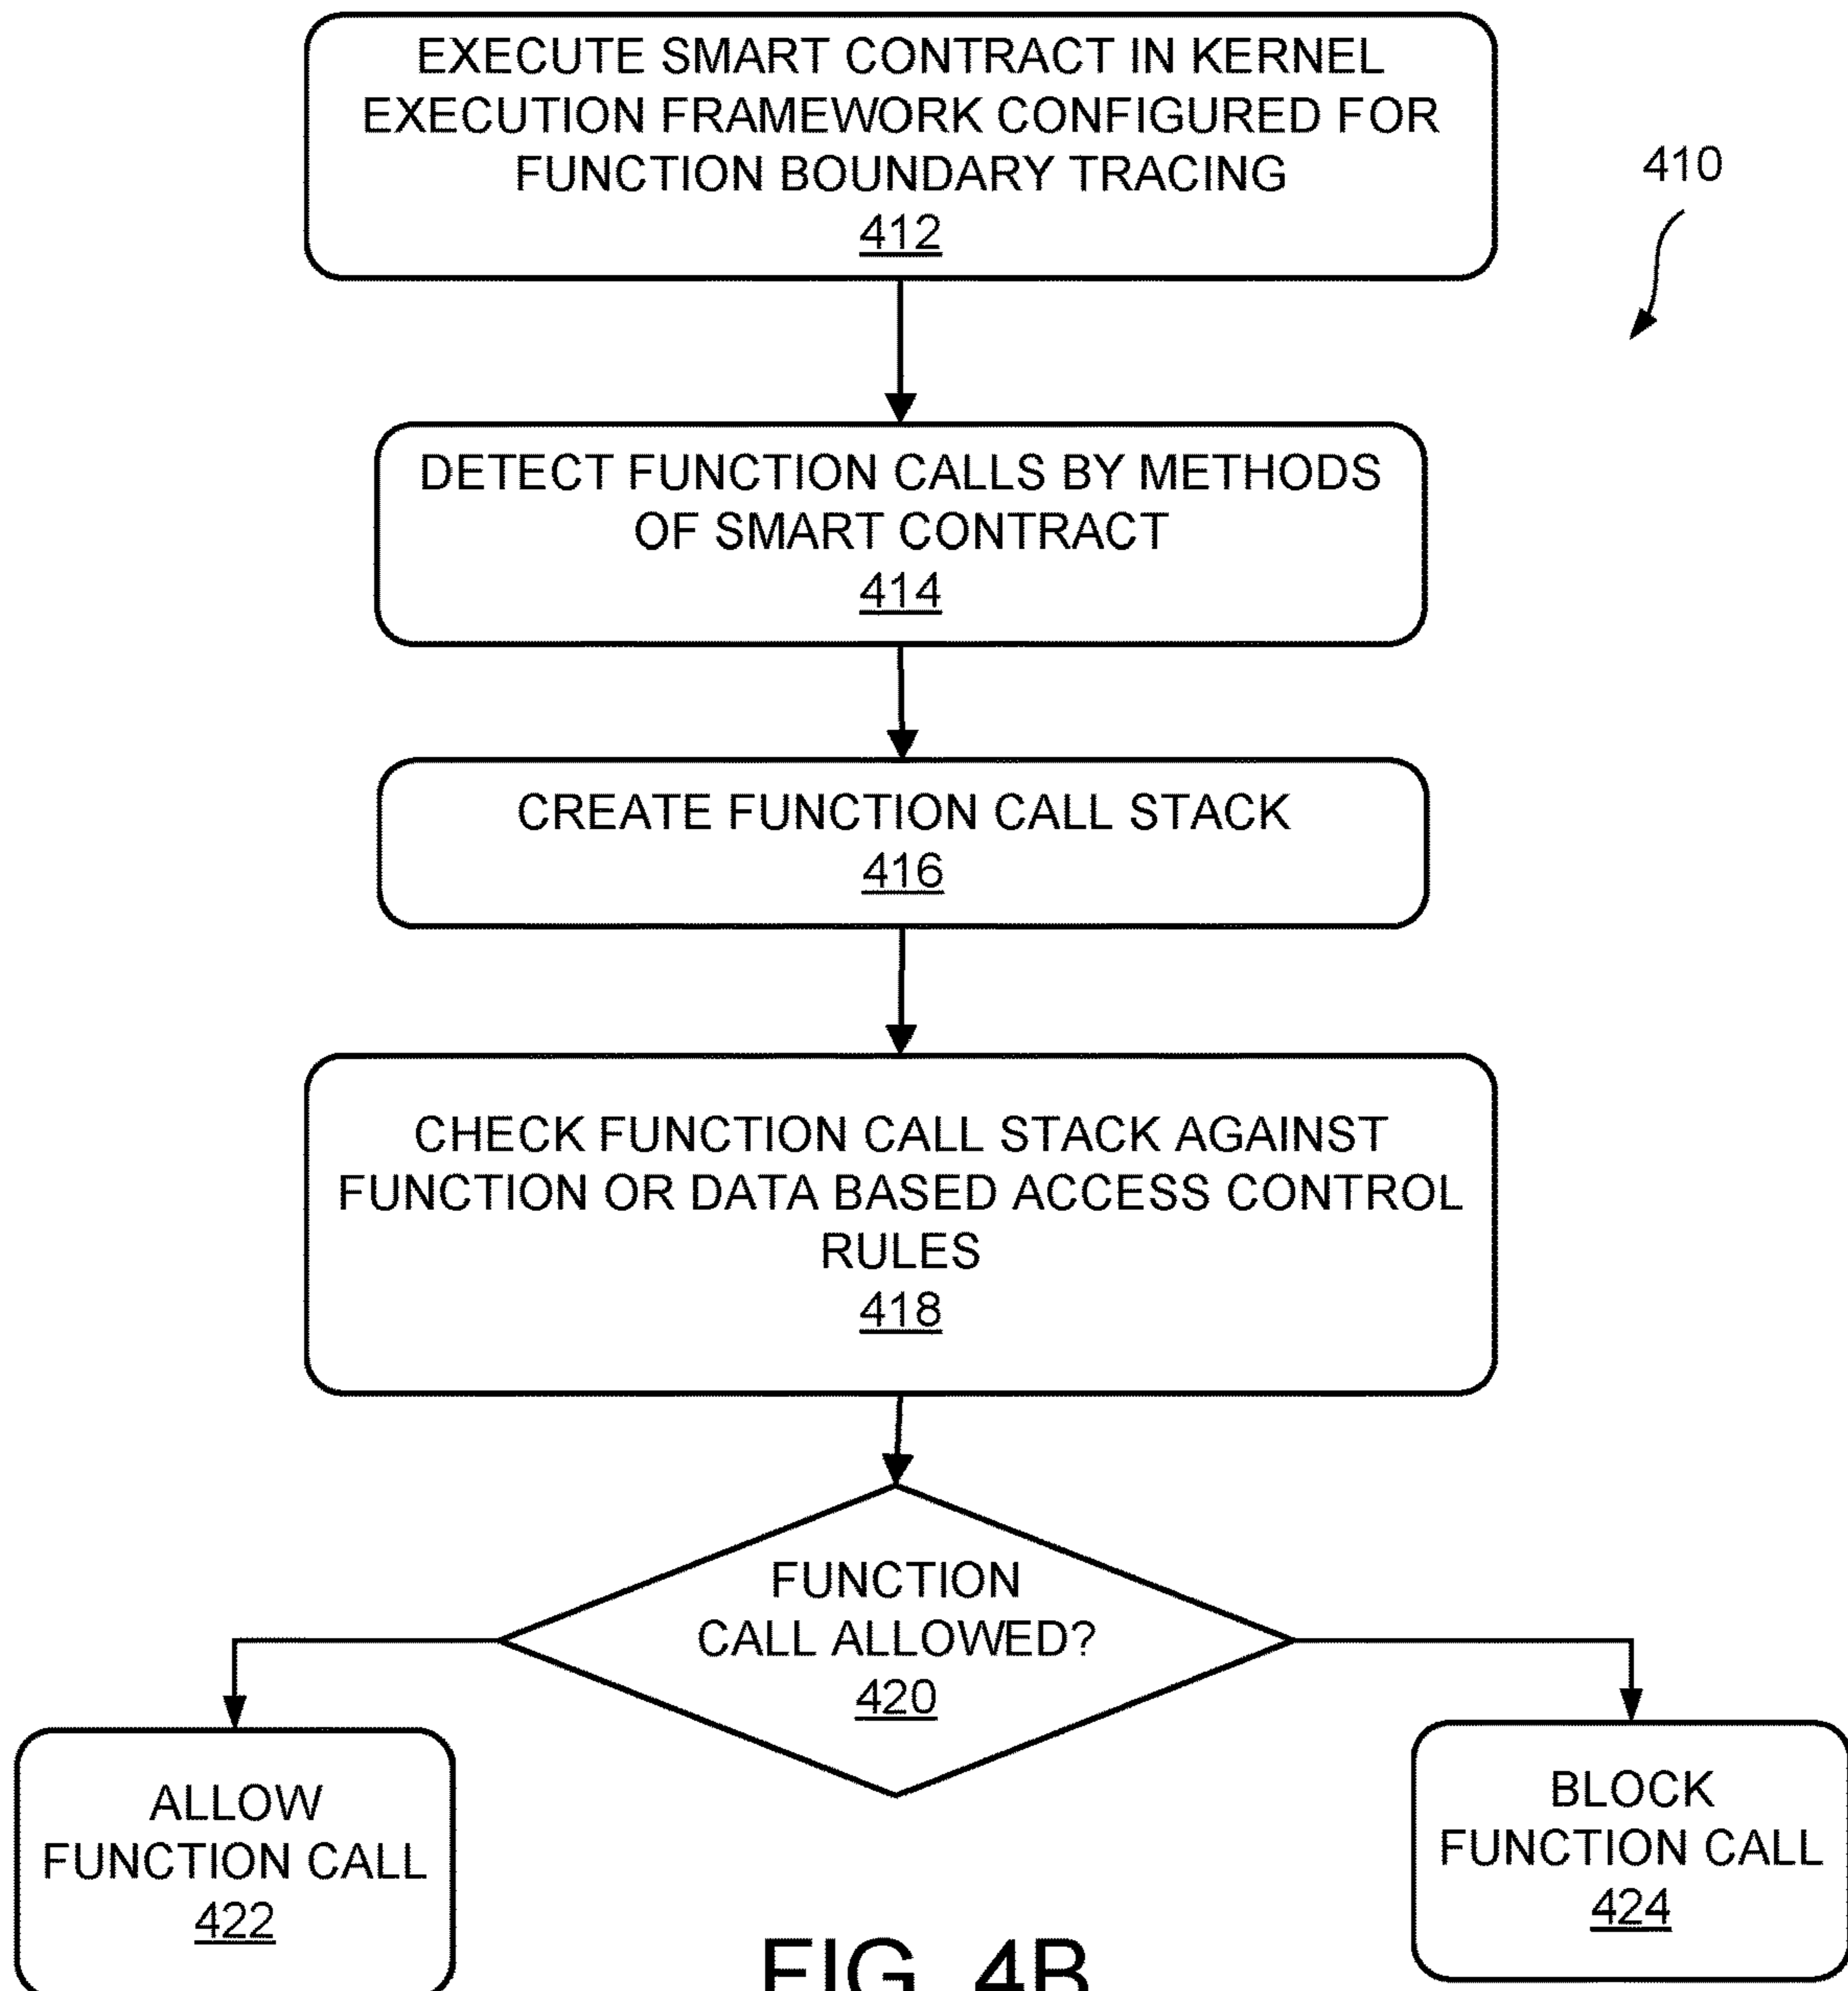 EXECUTE SMART CONTRACT IN KERNEL
EXECUTION FRAMEWORK CONFIGURED FOR
FUNCTION BOUNDARY TRACING
412
410
DETECT FUNCTION CALLS BY METHODS
OF SMART CONTRACT
414
CREATE FUNCTION CALL STACK
416
CHECK FUNCTION CALL STACK AGAINST
FUNCTION OR DATA BASED ACCESS CONTROL
RULES
418
FUNCTION
CALL ALLOWED?
420
ALLOW
FUNCTION CALL
422
BLOCK
FUNCTION CALL
424
FIG. 4B